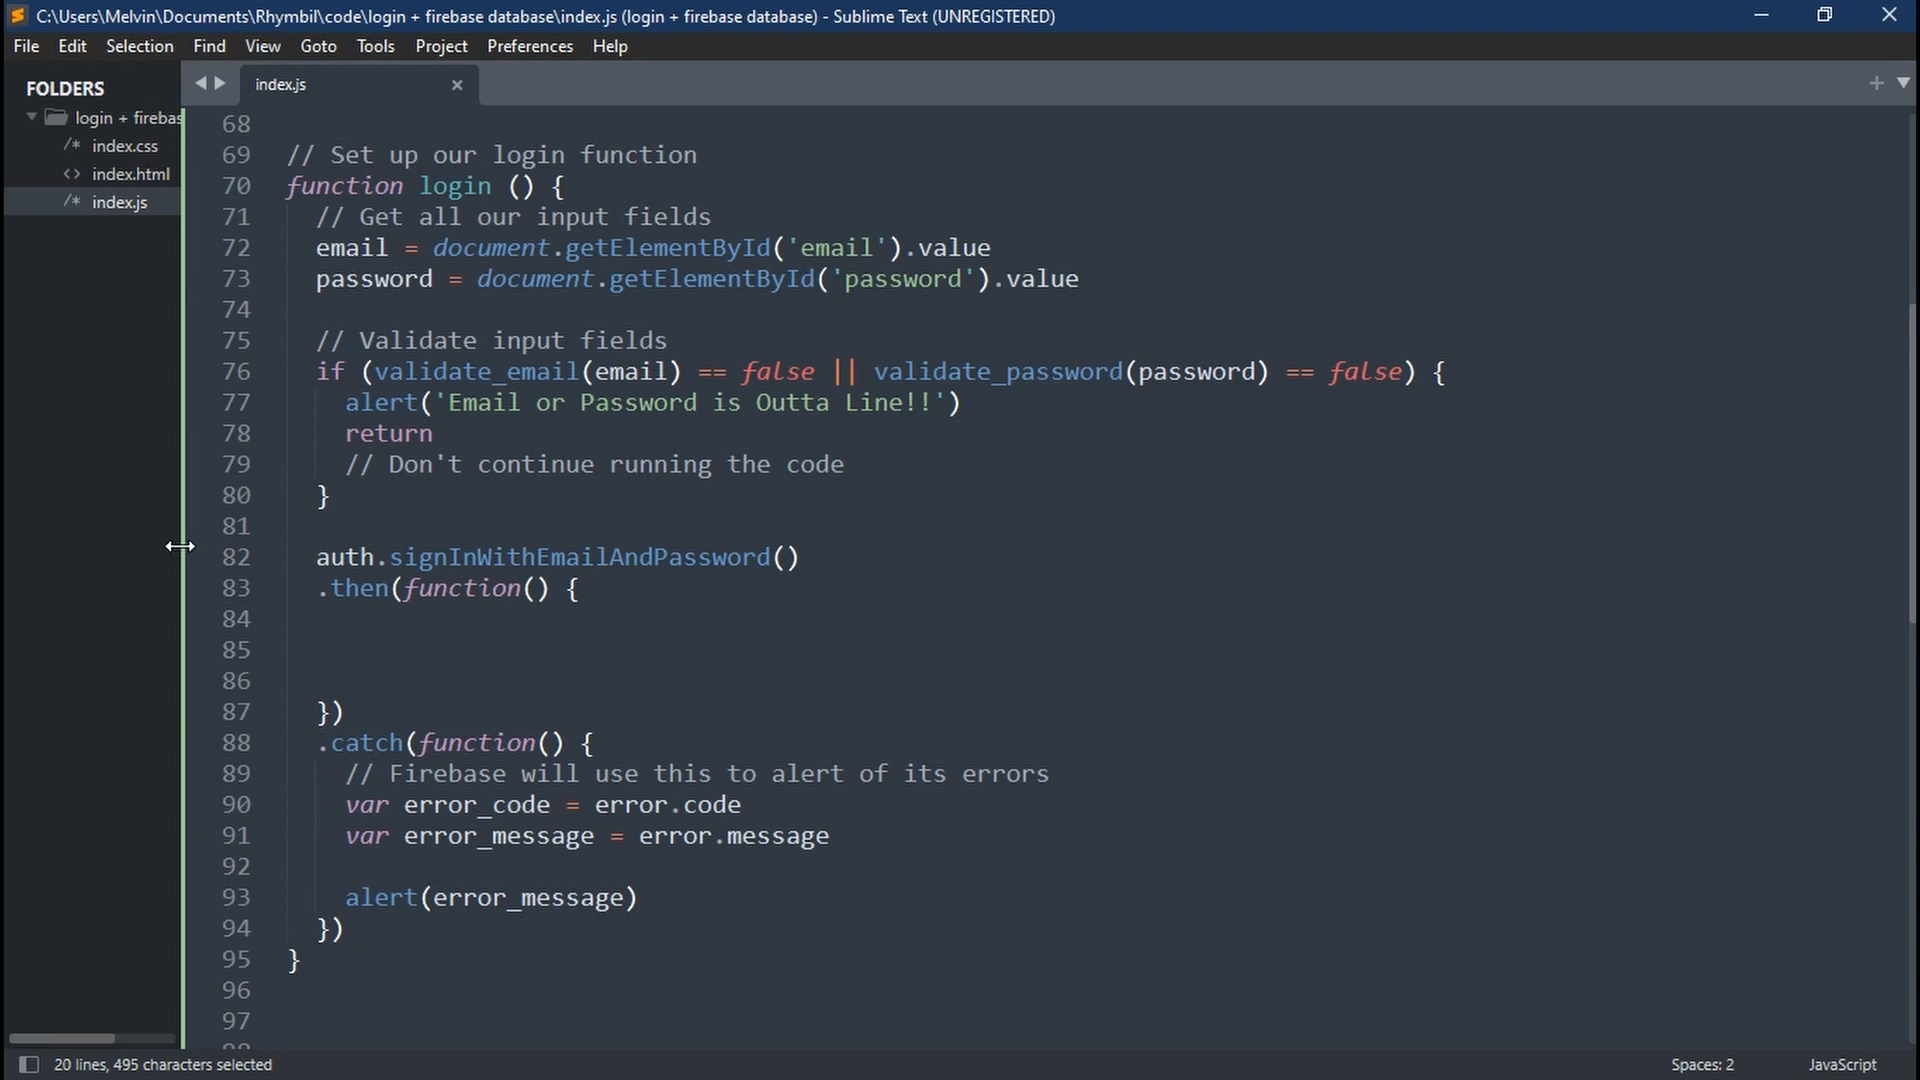 C:\Users\Melvin\Documents\Rhymbil\code\login + firebase database\index.js (login + firebase database) - Sublime Text (UNREGISTERED)
File Edit Selection Find View Goto Tools Project Preferences Help
FOLDERS
login + firebas
index.css
index.html
index.js
index.js
68
69 // Set up our login function
70 function login () {
71 // Get all our input fields
72 email = document.getElementById('email').value
73 password = document.getElementById('password').value
74
75 // Validate input fields
76 if (validate_email(email) == false || validate_password(password) == false) {
77 alert('Email or Password is Outta Line!!')
78 return
79 // Don't continue running the code
80 }
81
82 auth.signInWithEmailAndPassword()
83 .then(function() {
84
85
86
87 })
88 .catch(function() {
89 // Firebase will use this to alert of its errors
90 var error_code = error.code
91 var error_message = error.message
92
93 alert(error_message)
94 })
95 }
96
97
20 lines, 495 characters selected
Spaces: 2
JavaScript